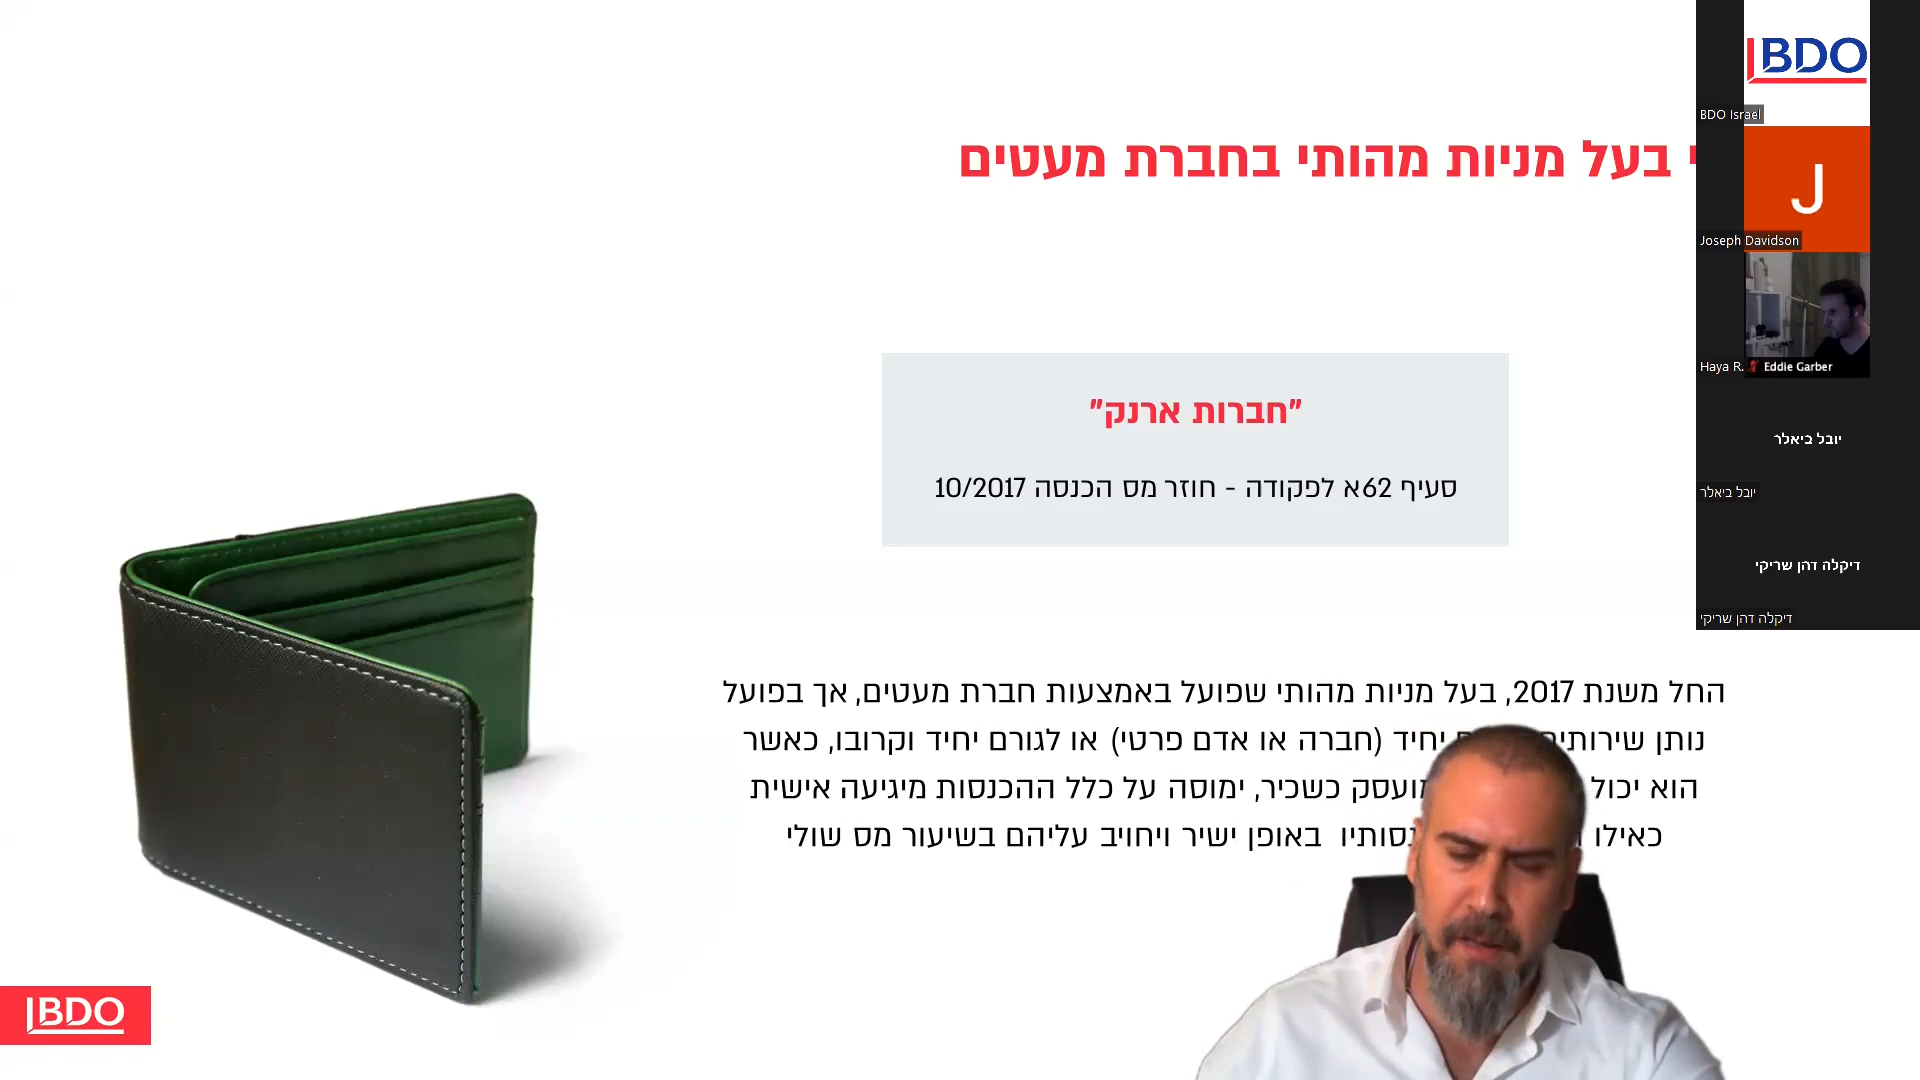 בעל מניות מהותי בחברת מעטים
"חברות ארנק"
סעיף 62א לפקודה - חוזר מס הכנסה 10/2017
החל משנת 2017, בעל מניות מהותי שפועל באמצעות חברת מעטים, אך בפועל
נותן יחיד (חברה או אדם פרטי) או לגורם יחיד וקרובו, כאשר
הוא יכול כשכיר, ימוסה על כלל ההכנסות מיגיעה אישית
כאילו באופן ישיר ויחויב עליהם בשיעור מס שולי
BDO
BDO
BDO Israel
J
Joseph Davidson
Haya R.
Eddie Garber
יובל ביאלר
יובל ביאלר
דיקלה דהן שריקי
דיקלה דהן שריקי